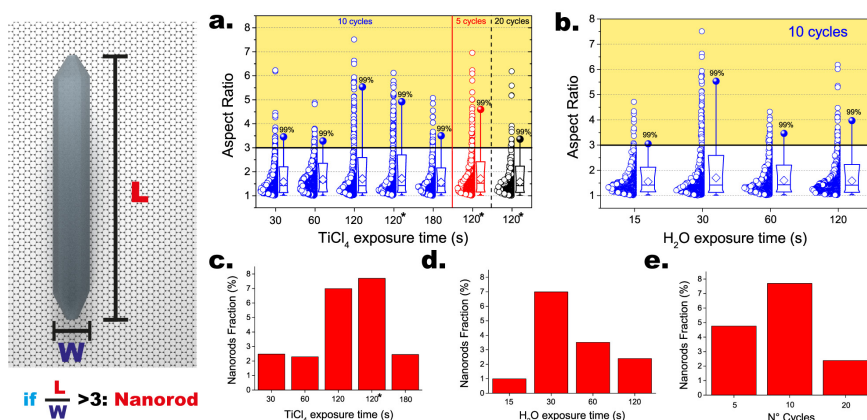 L
W
if L/W >3: Nanorod
a.
10 cycles
5 cycles
20 cycles
Aspect Ratio
8
7
6
5
4
3
2
1
99%
99%
99%
99%
99%
99%
99%
30 60 120 120* 180 120* 120*
TiCl₄ exposure time (s)
b.
10 cycles
Aspect Ratio
8
7
6
5
4
3
2
1
99%
99%
99%
99%
15 30 60 120
H₂O exposure time (s)
c.
Nanorods Fraction (%)
8
7
6
5
4
3
2
1
0
30 60 120 120* 180
TiCl₄ exposure time (s)
d.
Nanorods Fraction (%)
8
7
6
5
4
3
2
1
0
15 30 60 120
H₂O exposure time (s)
e.
Nanorods Fraction (%)
8
7
6
5
4
3
2
1
0
5 10 20
N° Cycles